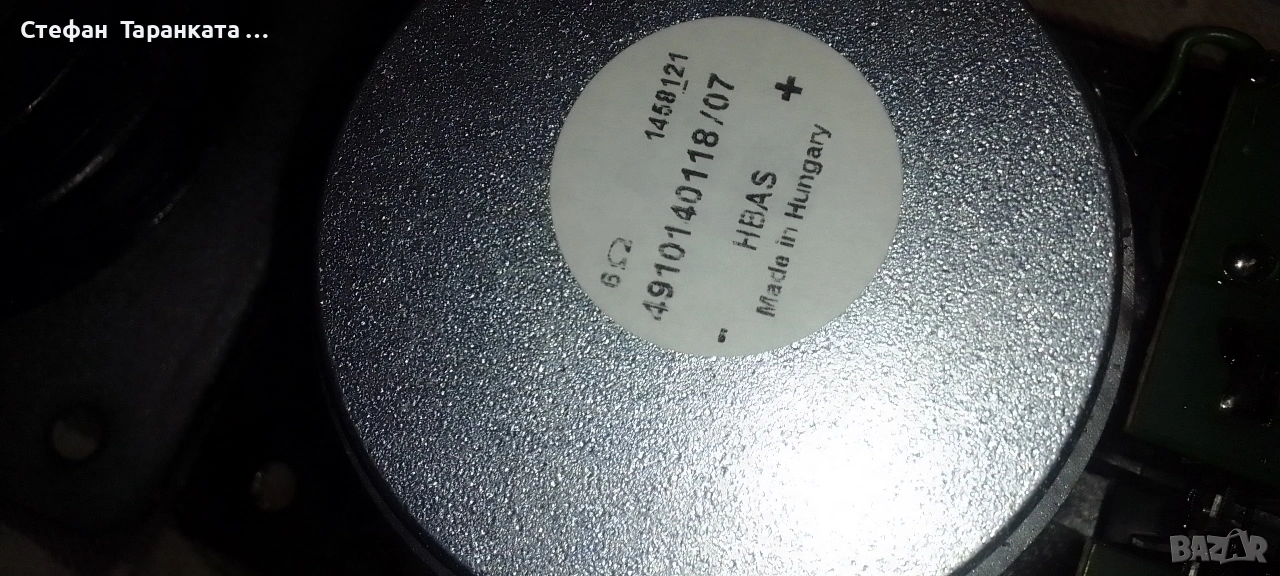 Стефан Таранката ...
6Ω 1458121
4910140118/07
HBAS
Made in Hungary
- +
BAZAR